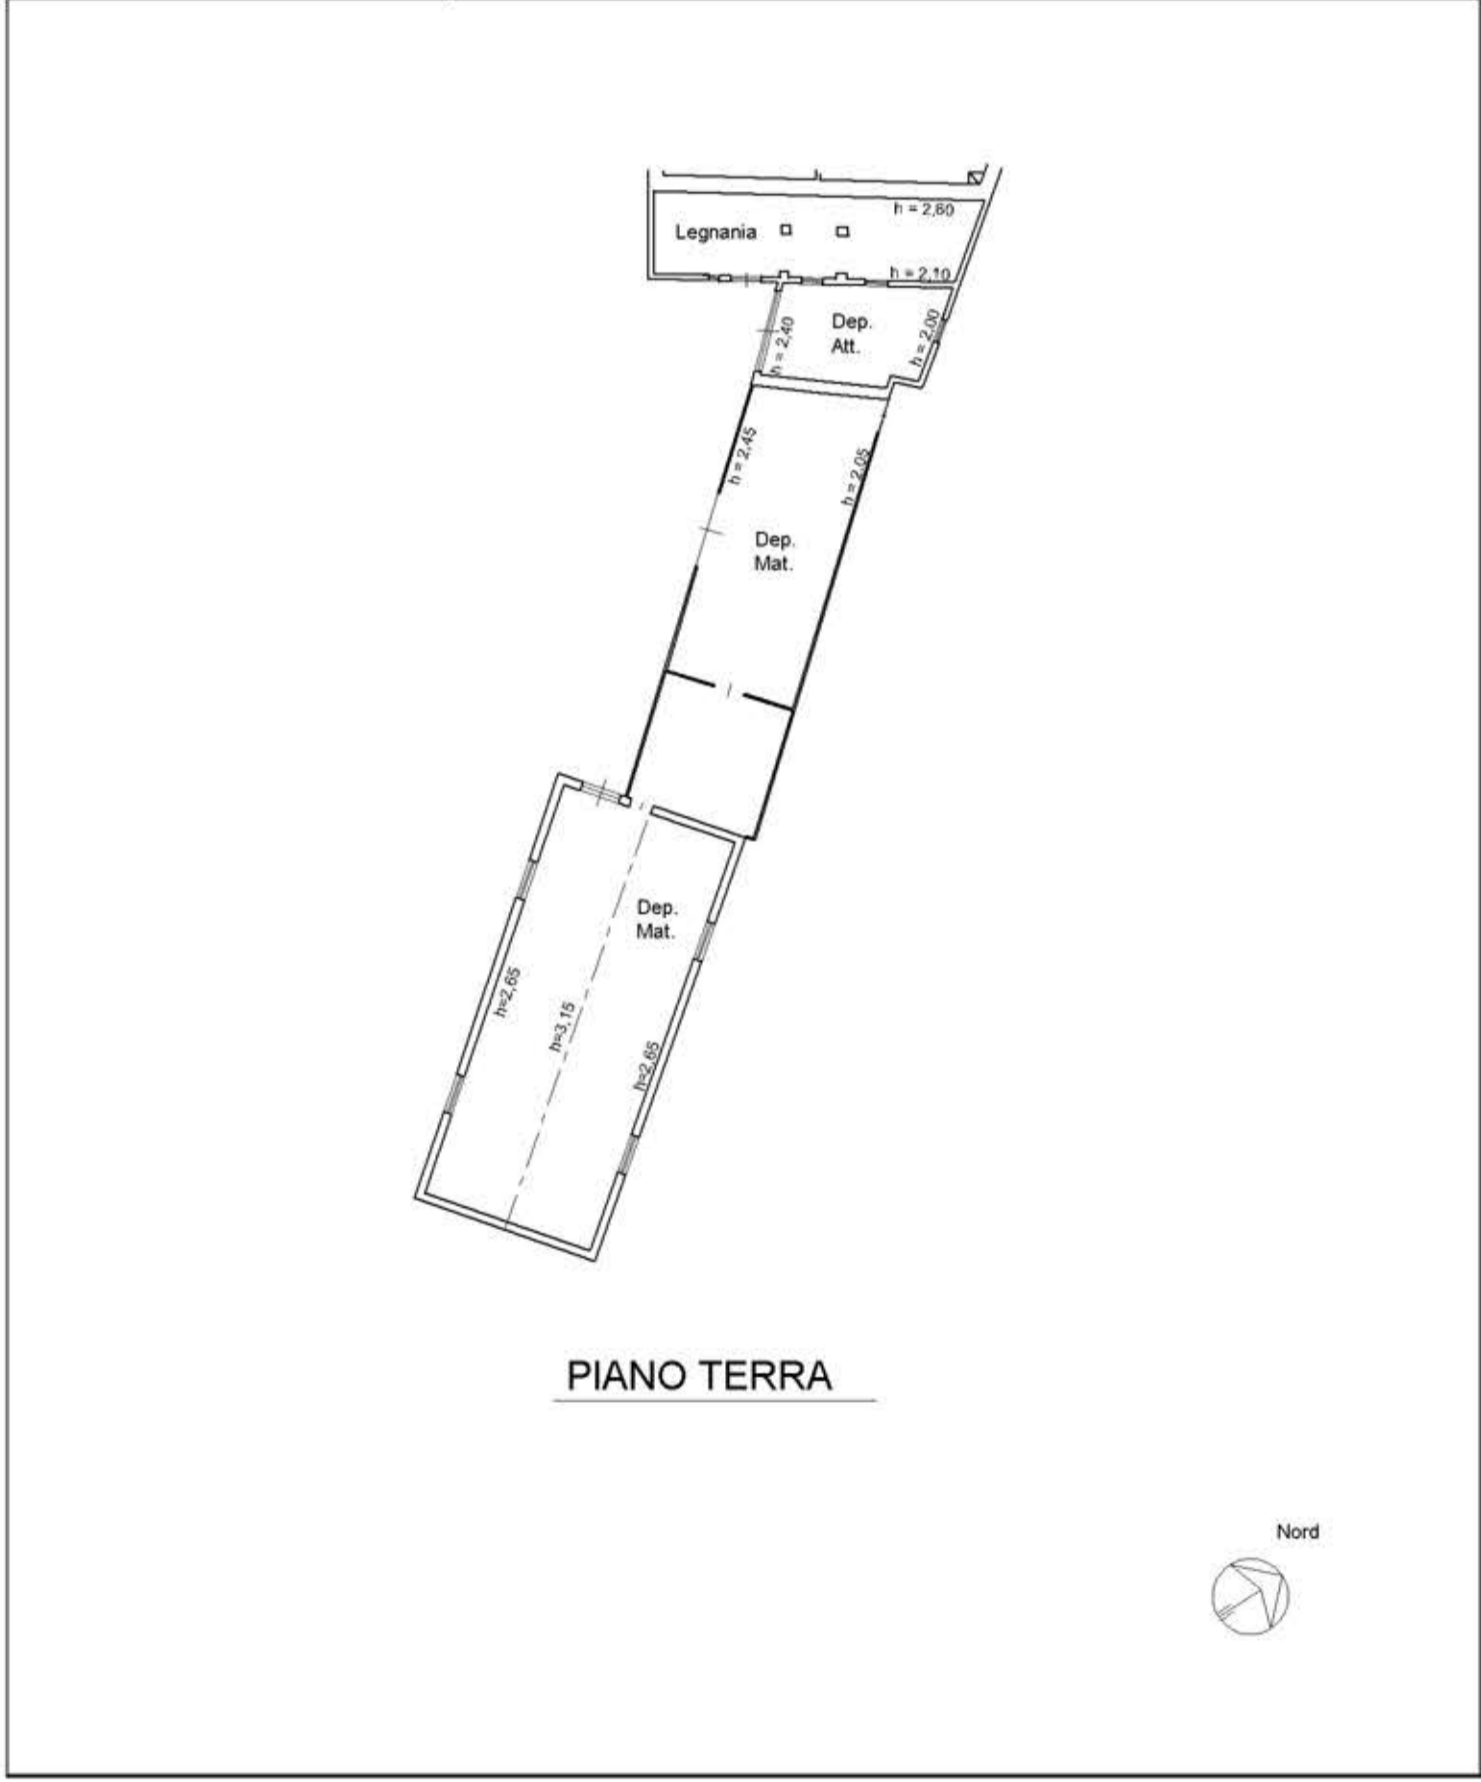 h = 2,60
Legnania
h = 2,10
Dep.
Att.
h = 2,40
h = 2,00
h = 2,45
h = 2,05
Dep.
Mat.
Dep.
Mat.
h=2,65
h=3,15
h=2,65
PIANO TERRA
Nord